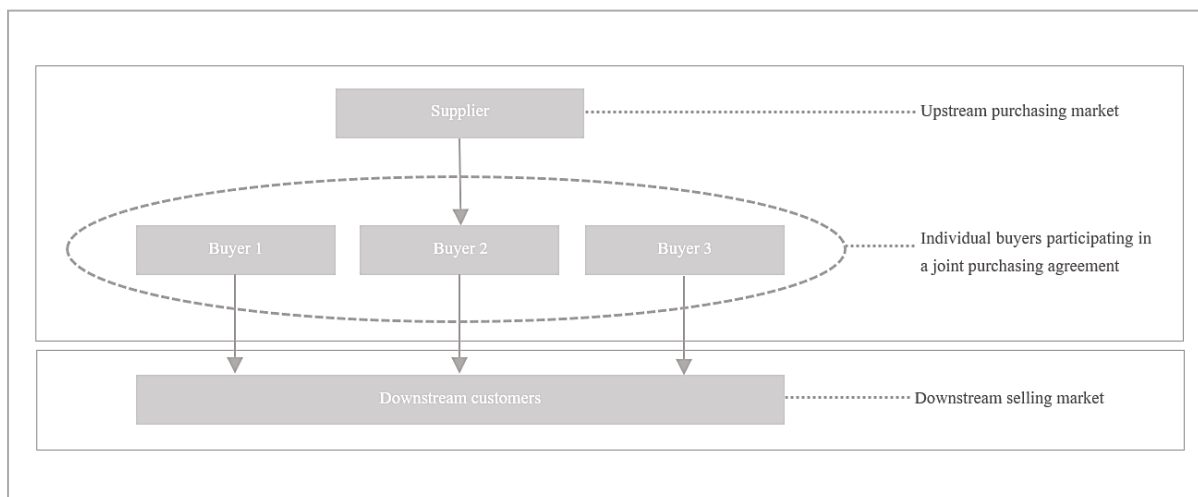 Supplier
Upstream purchasing market
Buyer 1
Buyer 2
Buyer 3
Individual buyers participating in
a joint purchasing agreement
Downstream customers
Downstream selling market